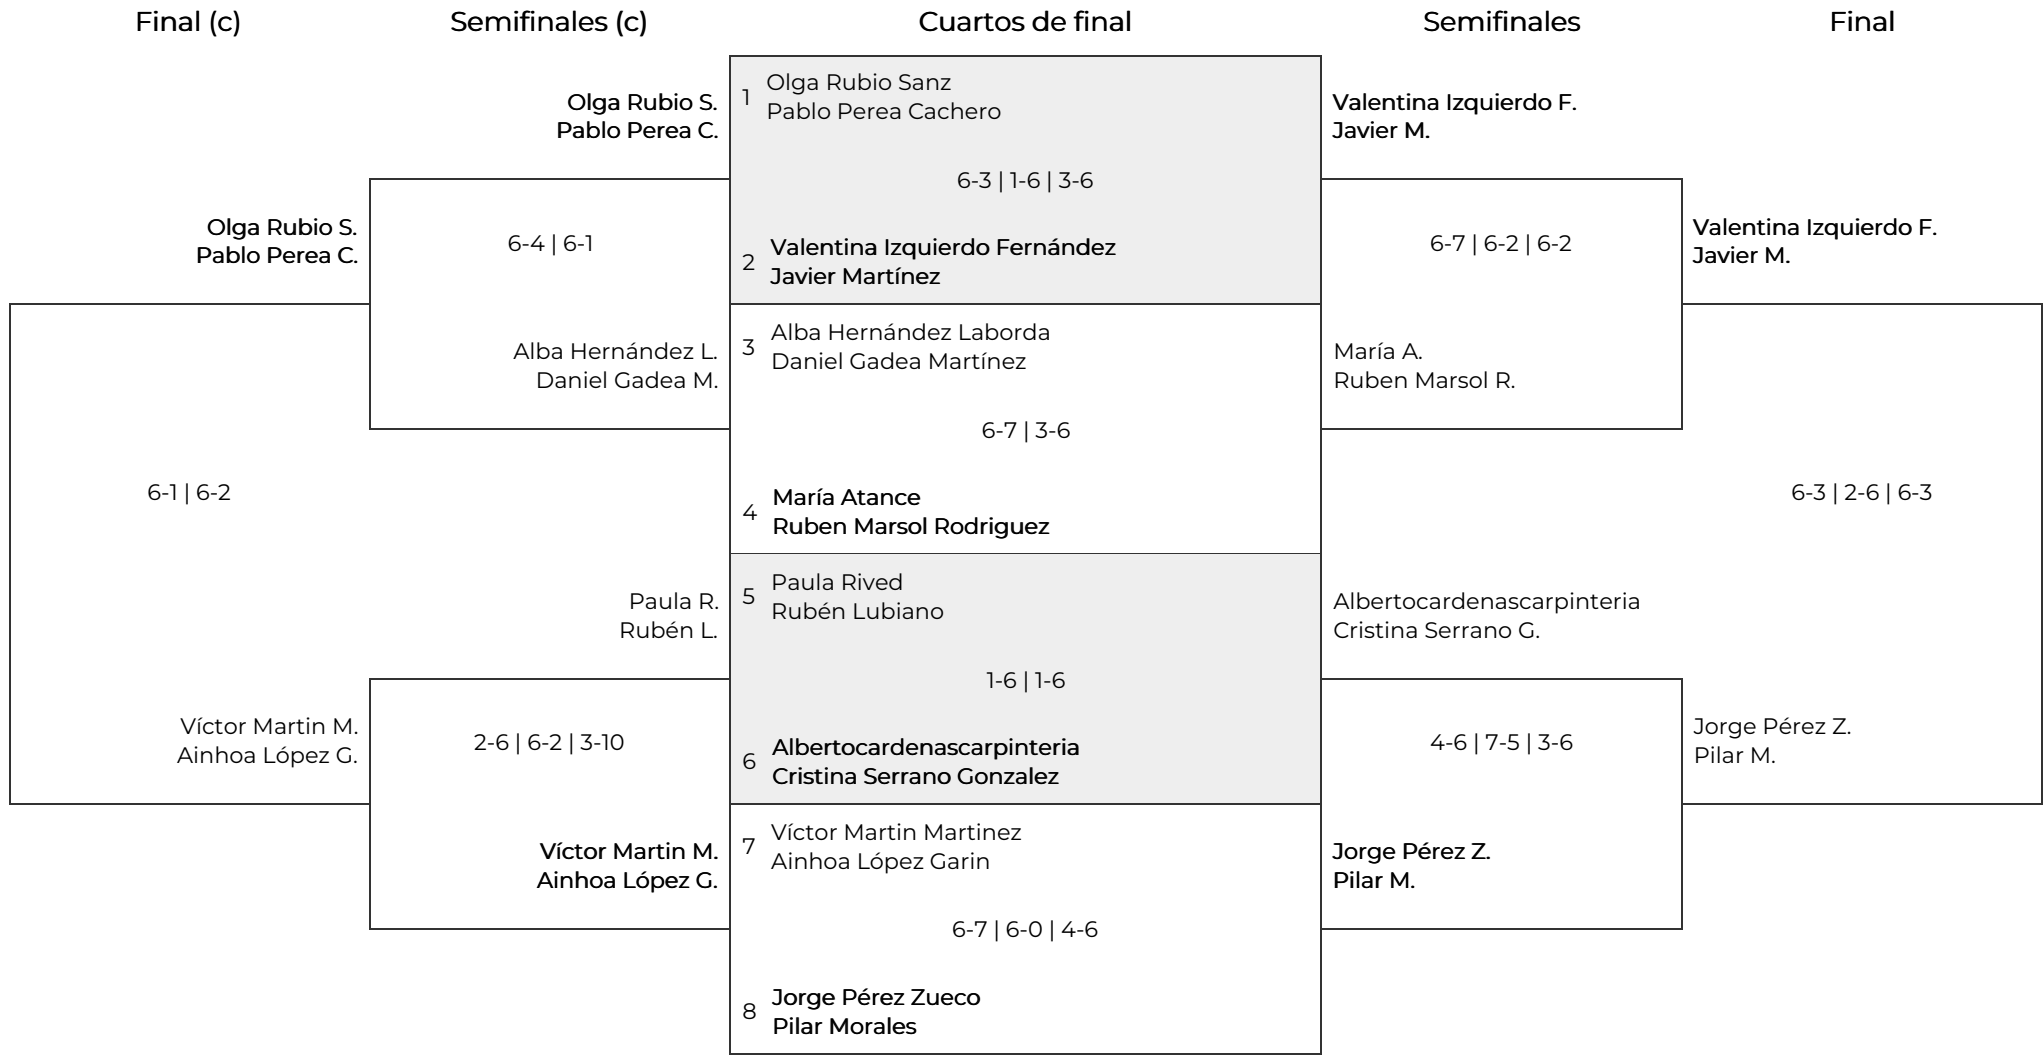 Final (c)
Semifinales (c)
Cuartos de final
Semifinales
Final
Olga Rubio S.
Pablo Perea C.
6-1 | 6-2
Víctor Martin M.
Ainhoa López G.
Olga Rubio S.
Pablo Perea C.
6-4 | 6-1
Alba Hernández L.
Daniel Gadea M.
Paula R.
Rubén L.
2-6 | 6-2 | 3-10
Víctor Martin M.
Ainhoa López G.
1
Olga Rubio Sanz
Pablo Perea Cachero
6-3 | 1-6 | 3-6
2
Valentina Izquierdo Fernández
Javier Martínez
3
Alba Hernández Laborda
Daniel Gadea Martínez
6-7 | 3-6
4
María Atance
Ruben Marsol Rodriguez
5
Paula Rived
Rubén Lubiano
1-6 | 1-6
6
Albertocardenascarpinteria
Cristina Serrano Gonzalez
7
Víctor Martin Martinez
Ainhoa López Garin
6-7 | 6-0 | 4-6
8
Jorge Pérez Zueco
Pilar Morales
Valentina Izquierdo F.
Javier M.
6-7 | 6-2 | 6-2
María A.
Ruben Marsol R.
Albertocardenascarpinteria
Cristina Serrano G.
4-6 | 7-5 | 3-6
Jorge Pérez Z.
Pilar M.
Valentina Izquierdo F.
Javier M.
6-3 | 2-6 | 6-3
Jorge Pérez Z.
Pilar M.